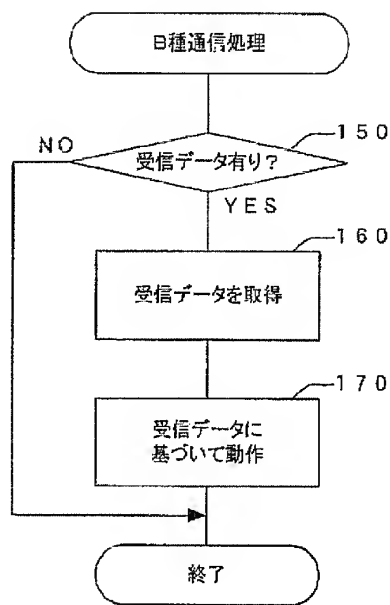 B種通信処理
150
NO
受信データ有り?
YES
160
受信データを取得
170
受信データに
基づいて動作
終了